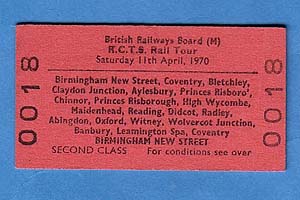 British Railways Board (M)
R.C.T.S. Rail Tour
Saturday 11th April, 1970
Birmingham New Street, Coventry, Bletchley,
Claydon Junction, Aylesbury, Princes Risboro',
Chinnor, Princes Risborough, High Wycombe,
Maidenhead, Reading, Didcot, Radley,
Abingdon, Oxford, Witney, Wolvercot Junction,
Banbury, Leamington Spa, Coventry
BIRMINGHAM NEW STREET
SECOND CLASS For conditions see over
0018
0018